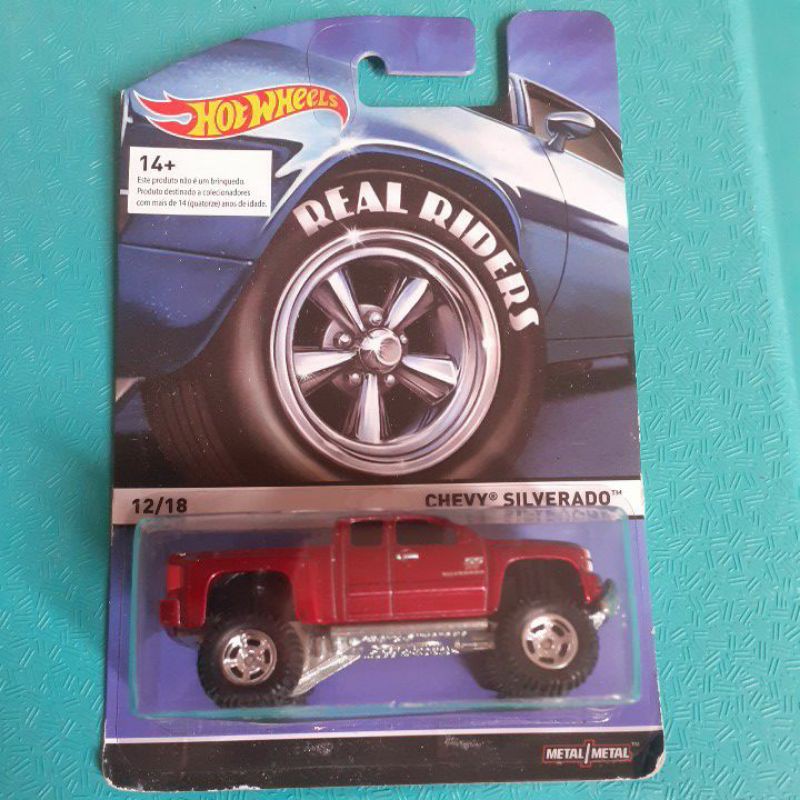 HOT WHEELS
14+
Este produto não é um brinquedo.
Produto destinado a colecionadores
com mais de 14 (quatorze) anos de idade.
REAL RIDERS
12/18
CHEVY® SILVERADO™
METAL/METAL™